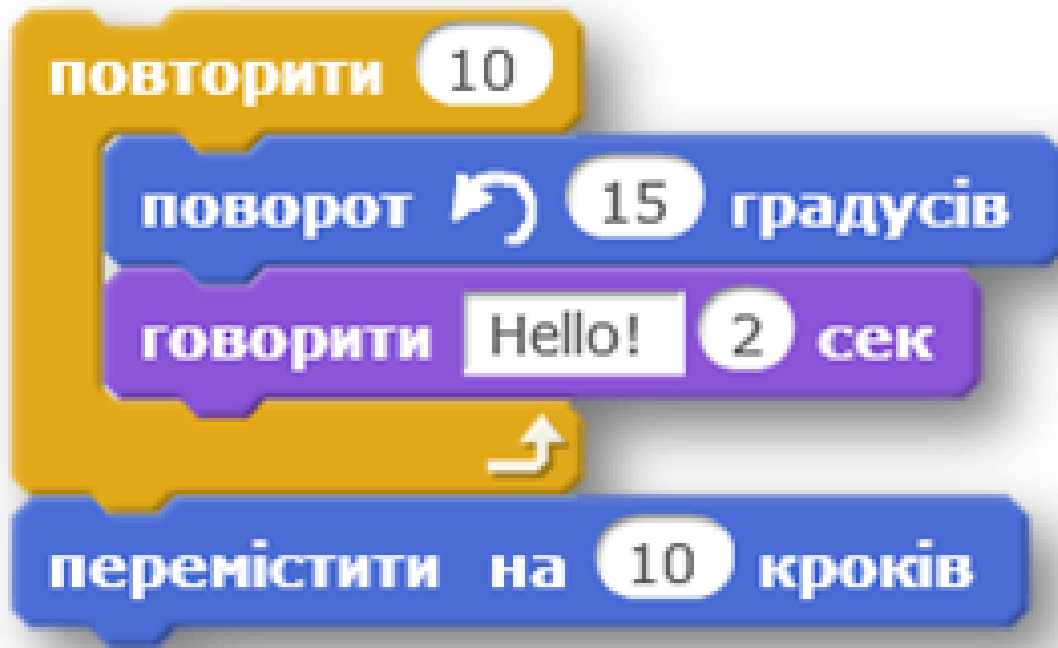 повторити 10
поворот 15 градусів
говорити Hello! 2 сек
перемістити на 10 кроків